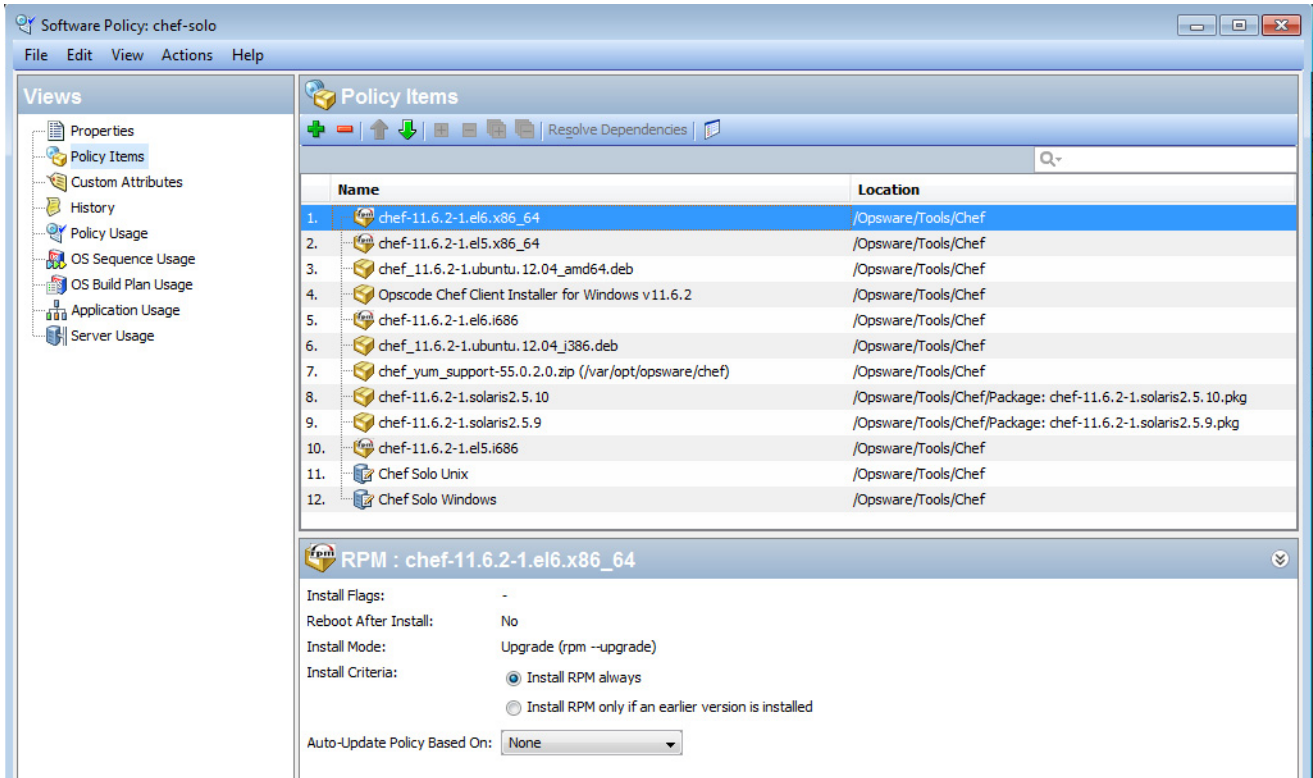 Software Policy: chef-solo
File Edit View Actions Help
Views
Properties
Policy Items
Custom Attributes
History
Policy Usage
OS Sequence Usage
OS Build Plan Usage
Application Usage
Server Usage
Policy Items
Resolve Dependencies
Name Location
1. chef-11.6.2-1.el6.x86_64 /Opsware/Tools/Chef
2. chef-11.6.2-1.el5.x86_64 /Opsware/Tools/Chef
3. chef_11.6.2-1.ubuntu.12.04_amd64.deb /Opsware/Tools/Chef
4. Opscode Chef Client Installer for Windows v11.6.2 /Opsware/Tools/Chef
5. chef-11.6.2-1.el6.i686 /Opsware/Tools/Chef
6. chef_11.6.2-1.ubuntu.12.04_i386.deb /Opsware/Tools/Chef
7. chef_yum_support-55.0.2.0.zip (/var/opt/opsware/chef) /Opsware/Tools/Chef
8. chef-11.6.2-1.solaris2.5.10 /Opsware/Tools/Chef/Package: chef-11.6.2-1.solaris2.5.10.pkg
9. chef-11.6.2-1.solaris2.5.9 /Opsware/Tools/Chef/Package: chef-11.6.2-1.solaris2.5.9.pkg
10. chef-11.6.2-1.el5.i686 /Opsware/Tools/Chef
11. Chef Solo Unix /Opsware/Tools/Chef
12. Chef Solo Windows /Opsware/Tools/Chef
rpm RPM : chef-11.6.2-1.el6.x86_64
Install Flags: -
Reboot After Install: No
Install Mode: Upgrade (rpm --upgrade)
Install Criteria: Install RPM always
Install RPM only if an earlier version is installed
Auto-Update Policy Based On: None